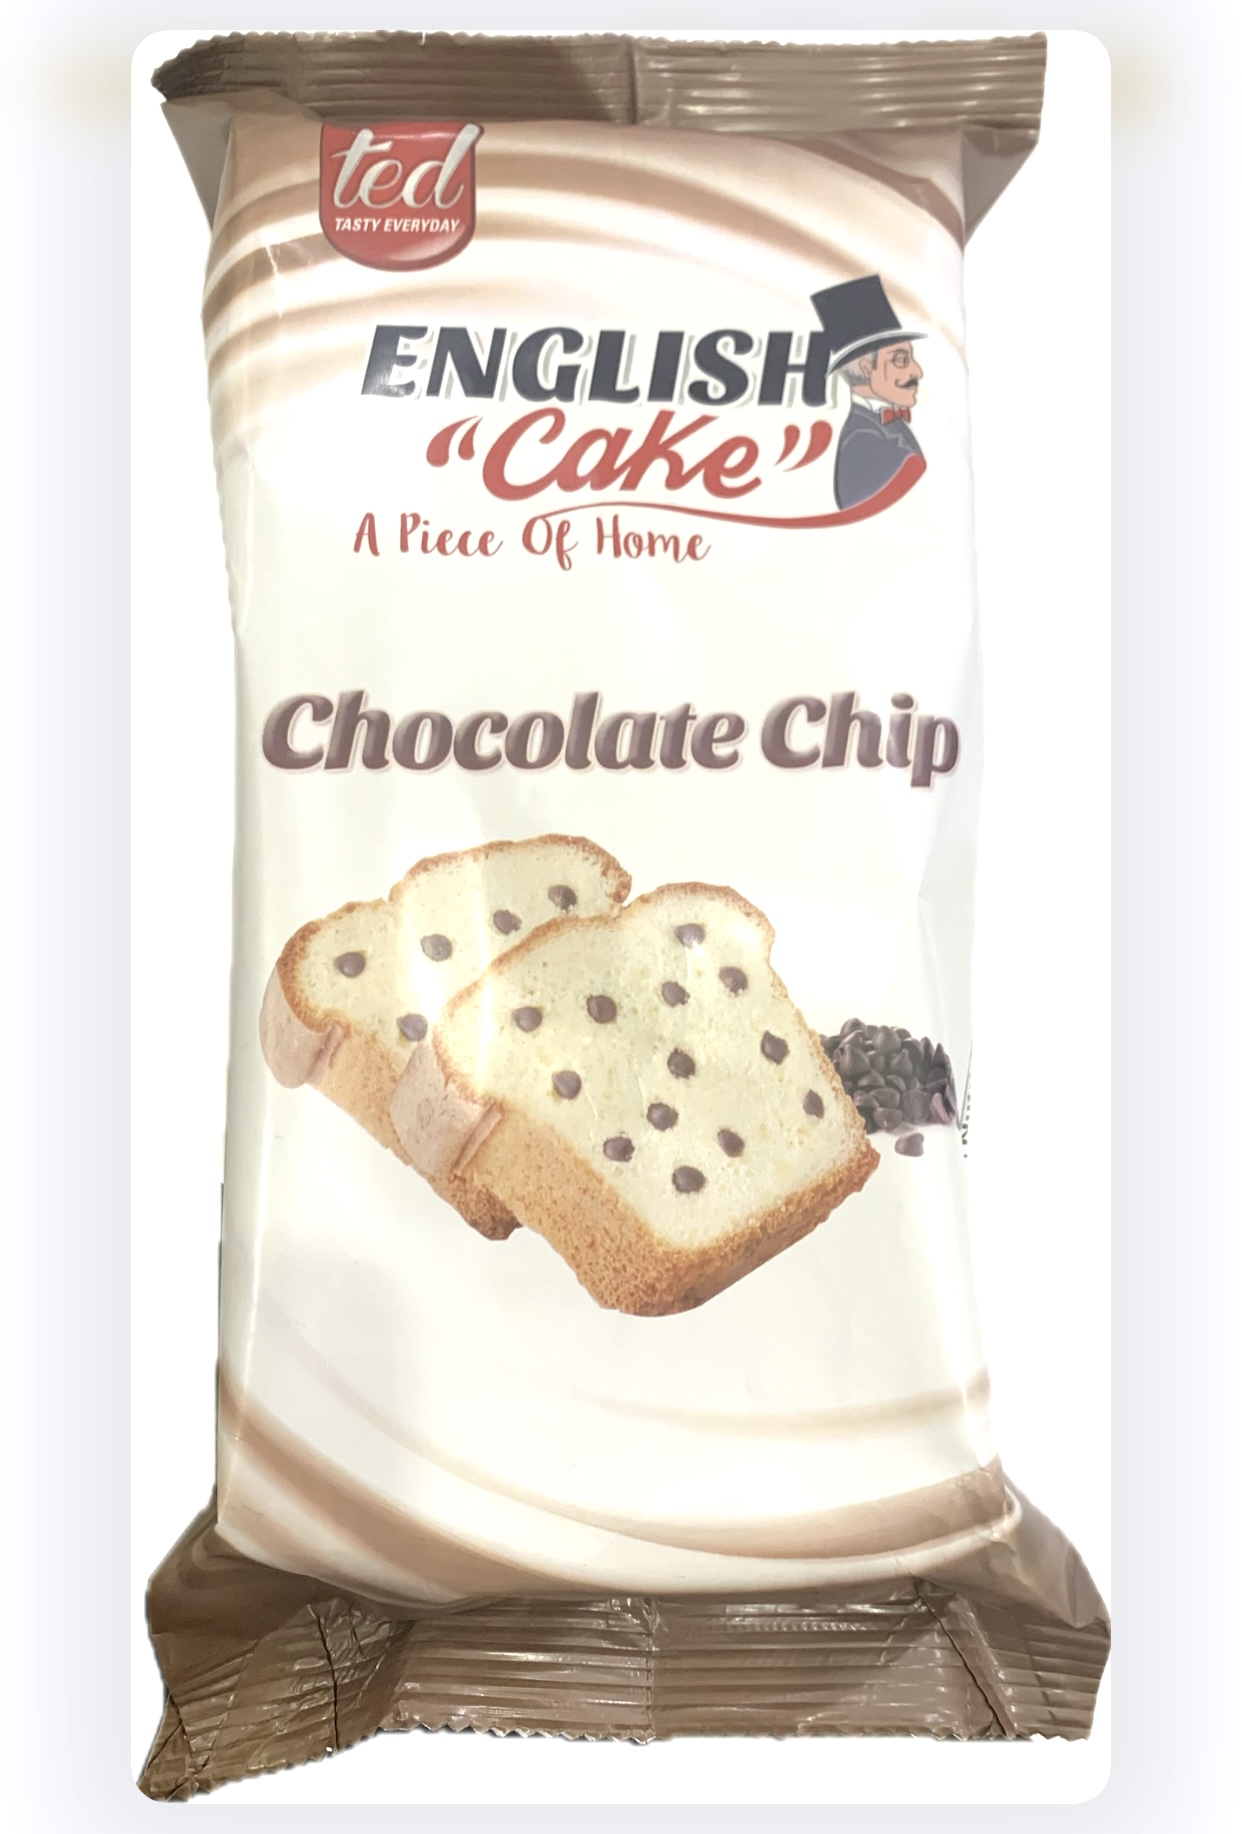 ted
TASTY EVERYDAY
ENGLISH
"Cake"
A Piece Of Home
Chocolate Chip